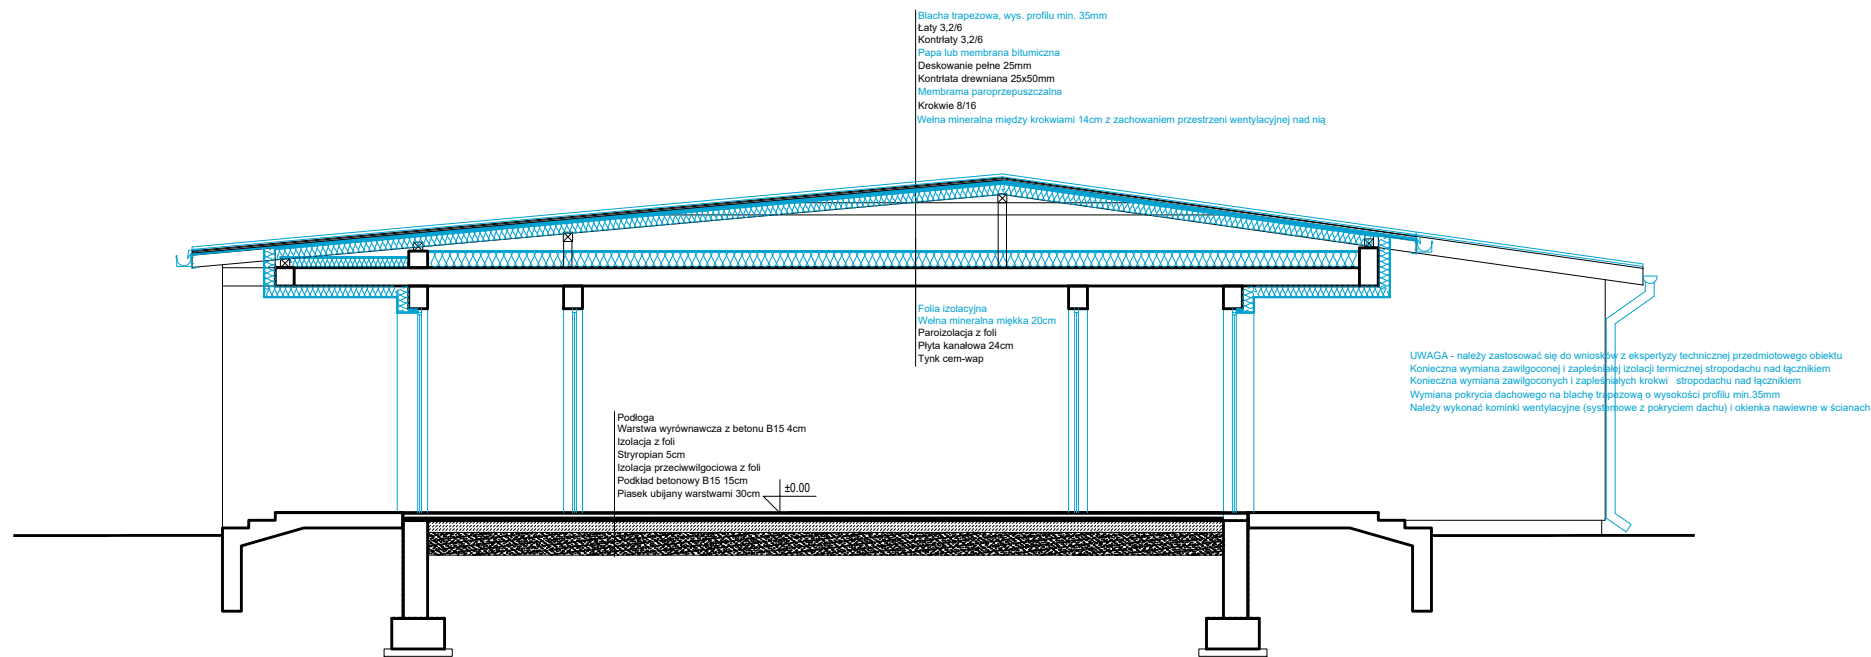 Blacha trapezowa, wys. profilu min. 35mm
Łaty 3,2/6
Kontrłaty 3,2/6
Papa lub membrana bitumiczna
Deskowanie pełne 25mm
Kontrłata drewniana 25x50mm
Membrama paroprzepuszczalna
Krokwie 8/16
Wełna mineralna między krokwiami 14cm z zachowaniem przestrzeni wentylacyjnej nad nią
Folia izolacyjna
Wełna mineralna miękka 20cm
Paroizolacja z foli
Płyta kanałowa 24cm
Tynk cem-wap
UWAGA - należy zastosować się do wniosków z ekspertyzy technicznej przedmiotowego obiektu
Konieczna wymiana zawilgoconej i zapleśniałej izolacji termicznej stropodachu nad łącznikiem
Konieczna wymiana zawilgoconych i zapleśniałych krokwi stropodachu nad łącznikiem
Wymiana pokrycia dachowego na blachę trapezową o wysokości profilu min.35mm
Należy wykonać kominki wentylacyjne (systemowe z pokryciem dachu) i okienka nawiewne w ścianach
Podłoga
Warstwa wyrównawcza z betonu B15 4cm
Izolacja z foli
Stryropian 5cm
Izolacja przeciwwilgociowa z foli
Podkład betonowy B15 15cm
Piasek ubijany warstwami 30cm
±0.00